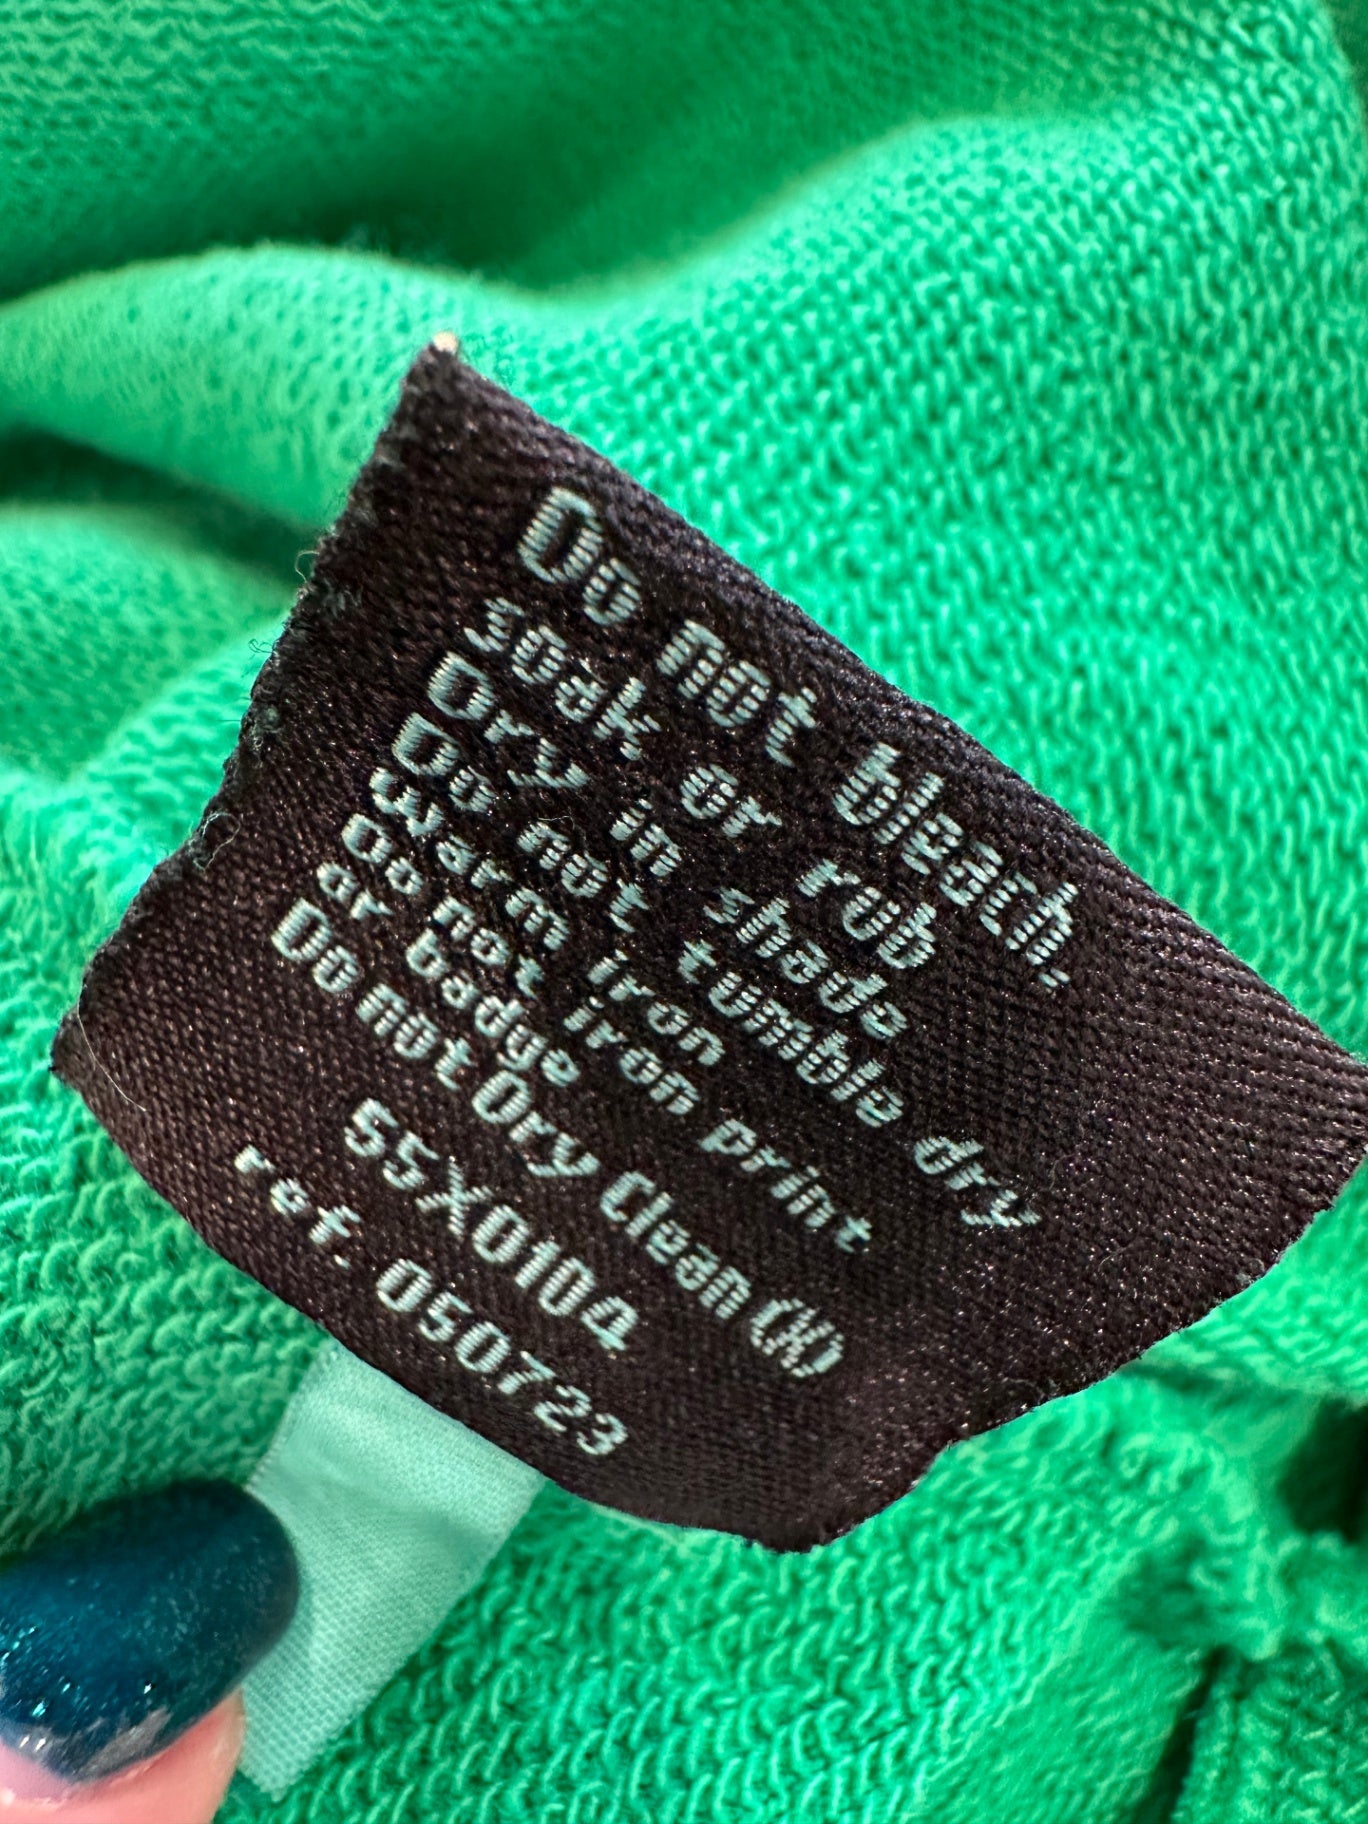 Do not bleach,
soak or rub
Dry in shade
Do not tumble dry
Warm iron
Do not iron print
or badge
Do not Dry Clean (X)
55X010A
ref. 050723